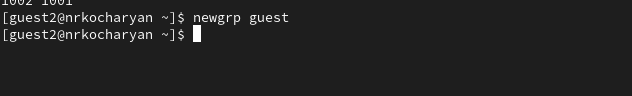 1002 1001
[guest2@nrkocharyan ~]$ newgrp guest
[guest2@nrkocharyan ~]$